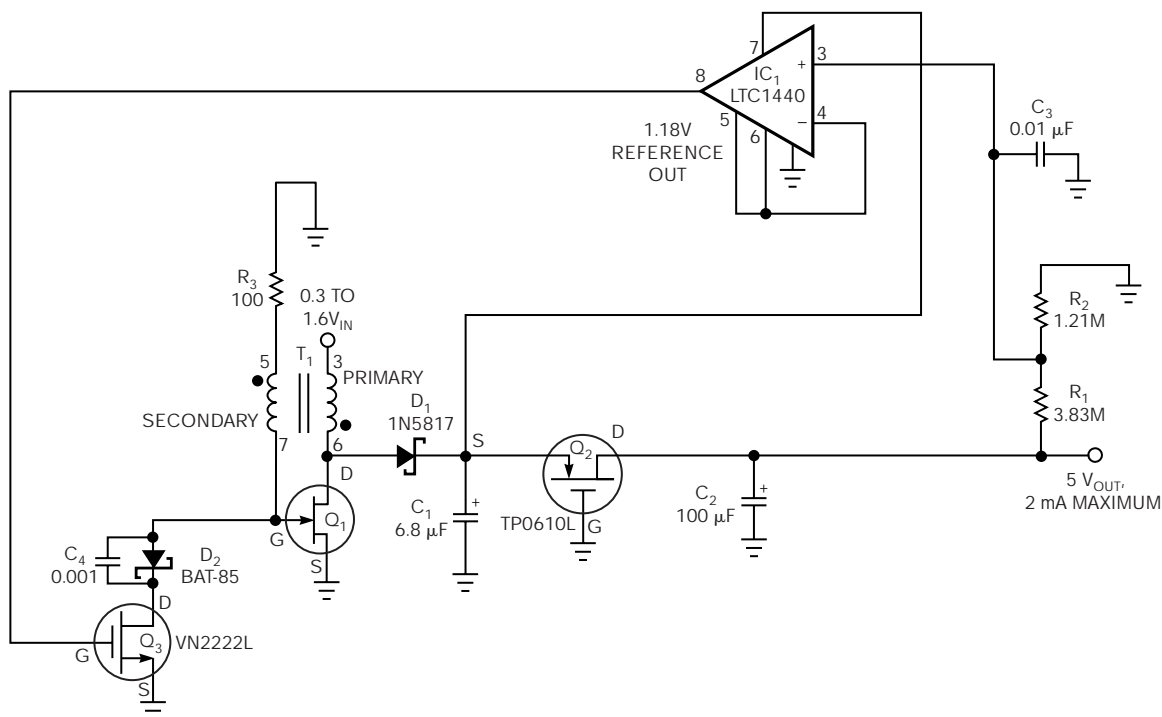 7
3
IC1
LTC1440
+
8
5
4
–
6
1.18V
REFERENCE
OUT
C3
0.01 µF
R3
100
0.3 TO
1.6VIN
R2
1.21M
T1
5
3
PRIMARY
SECONDARY
7
6
D1
1N5817
R1
3.83M
S
Q2
D
D
C1
6.8 µF
+
TP0610L
G
C2
100 µF
+
5 VOUT,
2 mA MAXIMUM
Q1
G
S
C4
0.001
D2
BAT-85
D
Q3
VN2222L
G
S